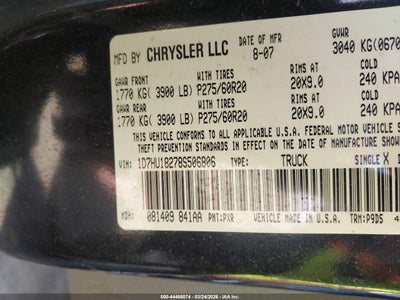 MFD BY CHRYSLER LLC DATE OF MFR 8-07 GVWR 3040 KG(0670
GAWR FRONT WITH TIRES RIMS AT COLD
1770 KG( 3900 LB) P275/60R20 20X9.0 240 KPA
GAWR REAR WITH TIRES RIMS AT COLD
1770 KG( 3900 LB) P275/60R20 20X9.0 240 KPA
THIS VEHICLE CONFORMS TO ALL APPLICABLE U.S.A. FEDERAL MOTOR VEHICLE S
THEFT PREVENTION STANDARDS IN EFFECT ON THE DATE OF MANUFACTURE SHOW
VIN: 1D7HU18278S506806 TYPE: TRUCK SINGLE X
MDH: 081409 841AA PNT: PXR VEHICLE MADE IN U.S.A. TRM:P9D5 4
000-44468074 - 03/24/2026 - IAA Inc.